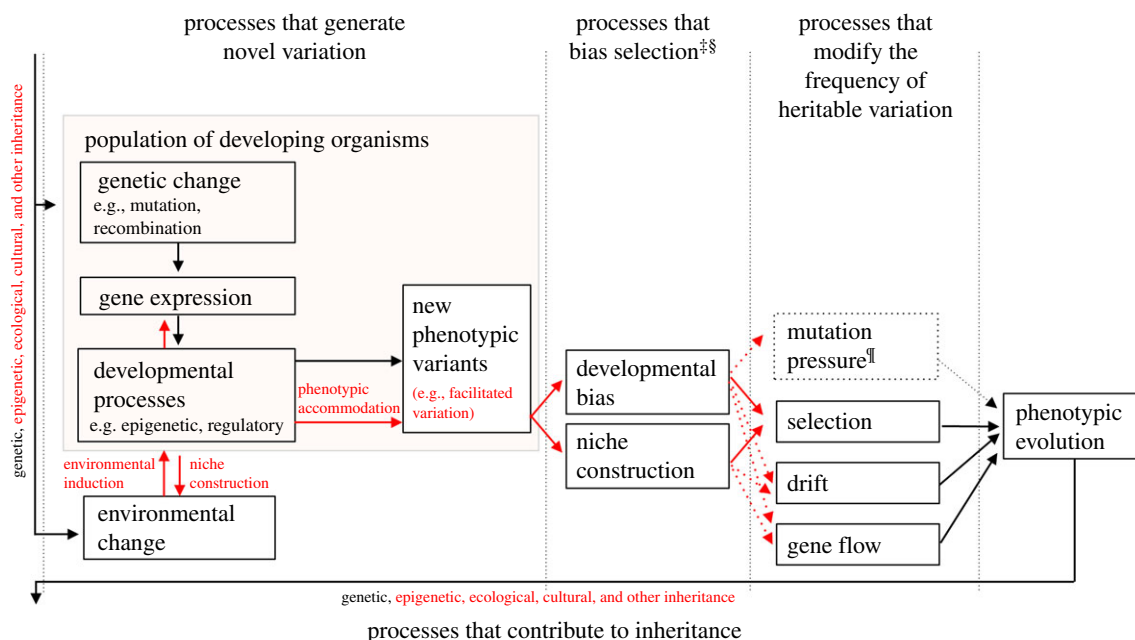 processes that generate
novel variation
processes that
bias selection‡§
processes that
modify the
frequency of
heritable variation
genetic, epigenetic, ecological, cultural, and other inheritance
population of developing organisms
genetic change
e.g., mutation,
recombination
gene expression
developmental
processes
e.g. epigenetic, regulatory
phenotypic
accommodation
new
phenotypic
variants
(e.g., facilitated
variation)
environmental
induction
niche
construction
environmental
change
developmental
bias
niche
construction
mutation
pressure¶
selection
drift
gene flow
phenotypic
evolution
genetic, epigenetic, ecological, cultural, and other inheritance
processes that contribute to inheritance